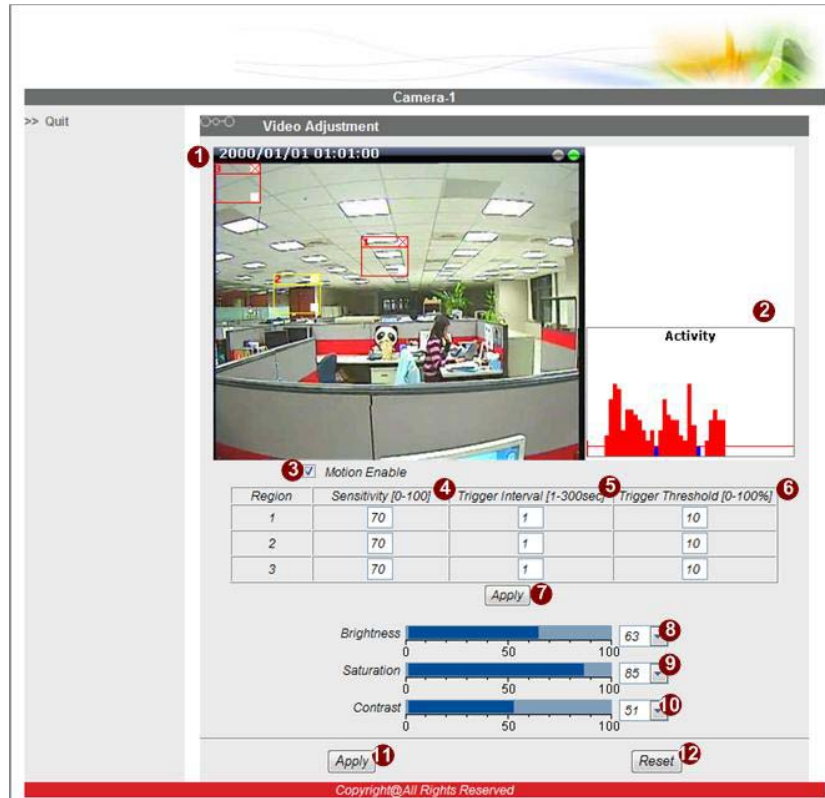 Camera-1
>> Quit
Video Adjustment
1
2000/01/01 01:01:00
3
1
2
2
Activity
3 Motion Enable
Region Sensitivity [0-100] 4 Trigger Interval [1-300sec] 5 Trigger Threshold [0-100%] 6
1 70 1 10
2 70 1 10
3 70 1 10
Apply 7
Brightness 63 8
0 50 100
Saturation 85 9
0 50 100
Contrast 51 10
0 50 100
Apply 11 Reset 12
Copyright@All Rights Reserved